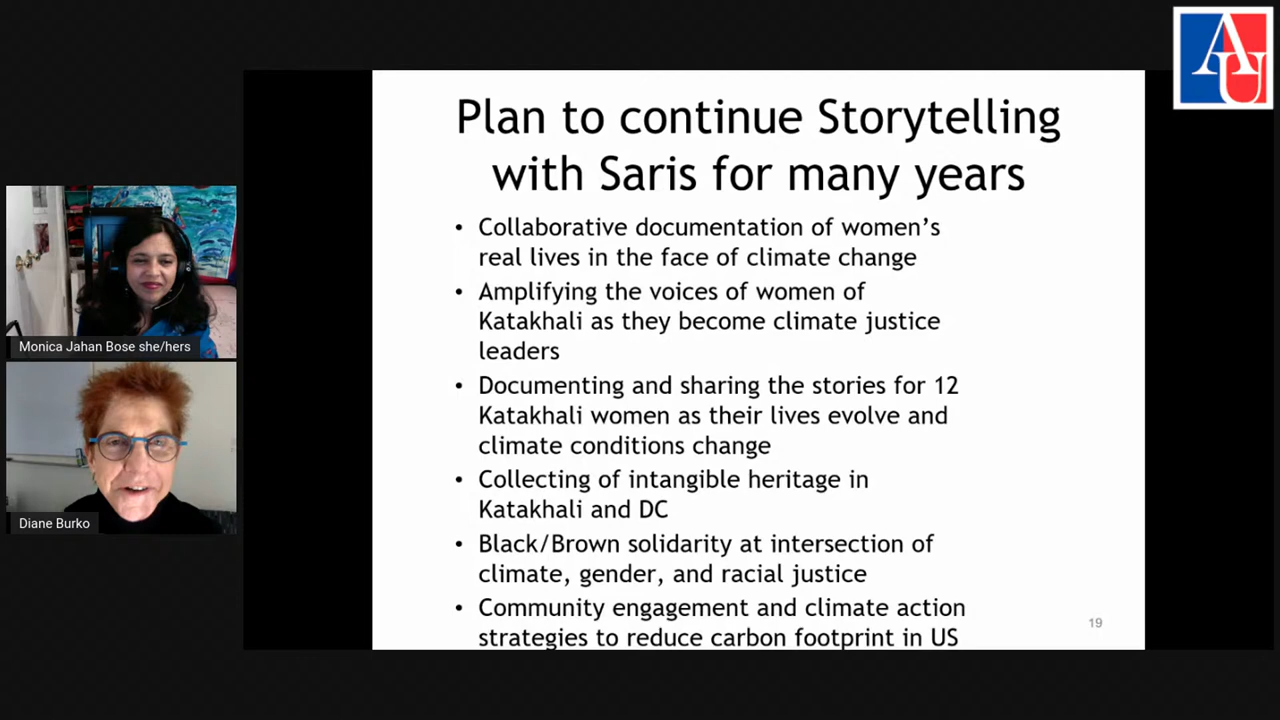 AU
Plan to continue Storytelling
with Saris for many years
• Collaborative documentation of women’s
real lives in the face of climate change
• Amplifying the voices of women of
Katakhali as they become climate justice
leaders
• Documenting and sharing the stories for 12
Katakhali women as their lives evolve and
climate conditions change
• Collecting of intangible heritage in
Katakhali and DC
• Black/Brown solidarity at intersection of
climate, gender, and racial justice
• Community engagement and climate action
strategies to reduce carbon footprint in US
19
Monica Jahan Bose she/hers
Diane Burko